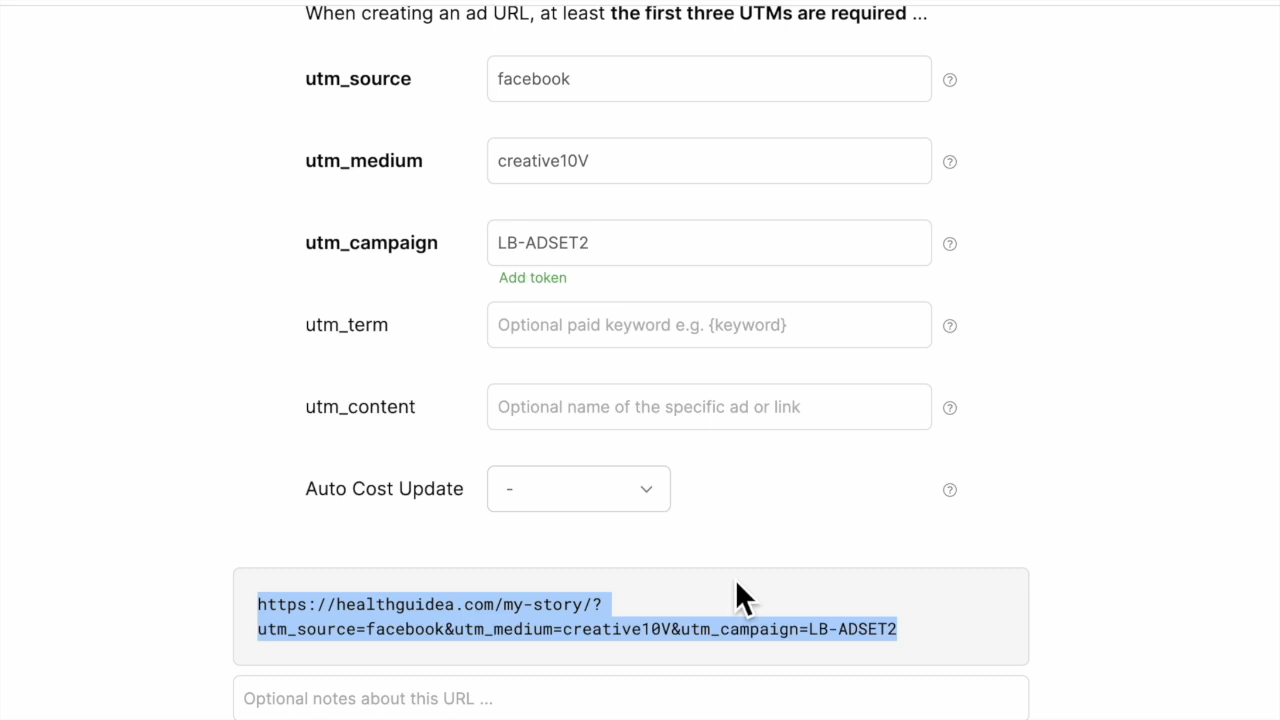 When creating an ad URL, at least the first three UTMs are required ...
utm_source
facebook
utm_medium
creative10V
utm_campaign
LB-ADSET2
Add token
utm_term
Optional paid keyword e.g. {keyword}
utm_content
Optional name of the specific ad or link
Auto Cost Update
-
https://healthguidea.com/my-story/?
utm_source=facebook&utm_medium=creative10V&utm_campaign=LB-ADSET2
Optional notes about this URL ...